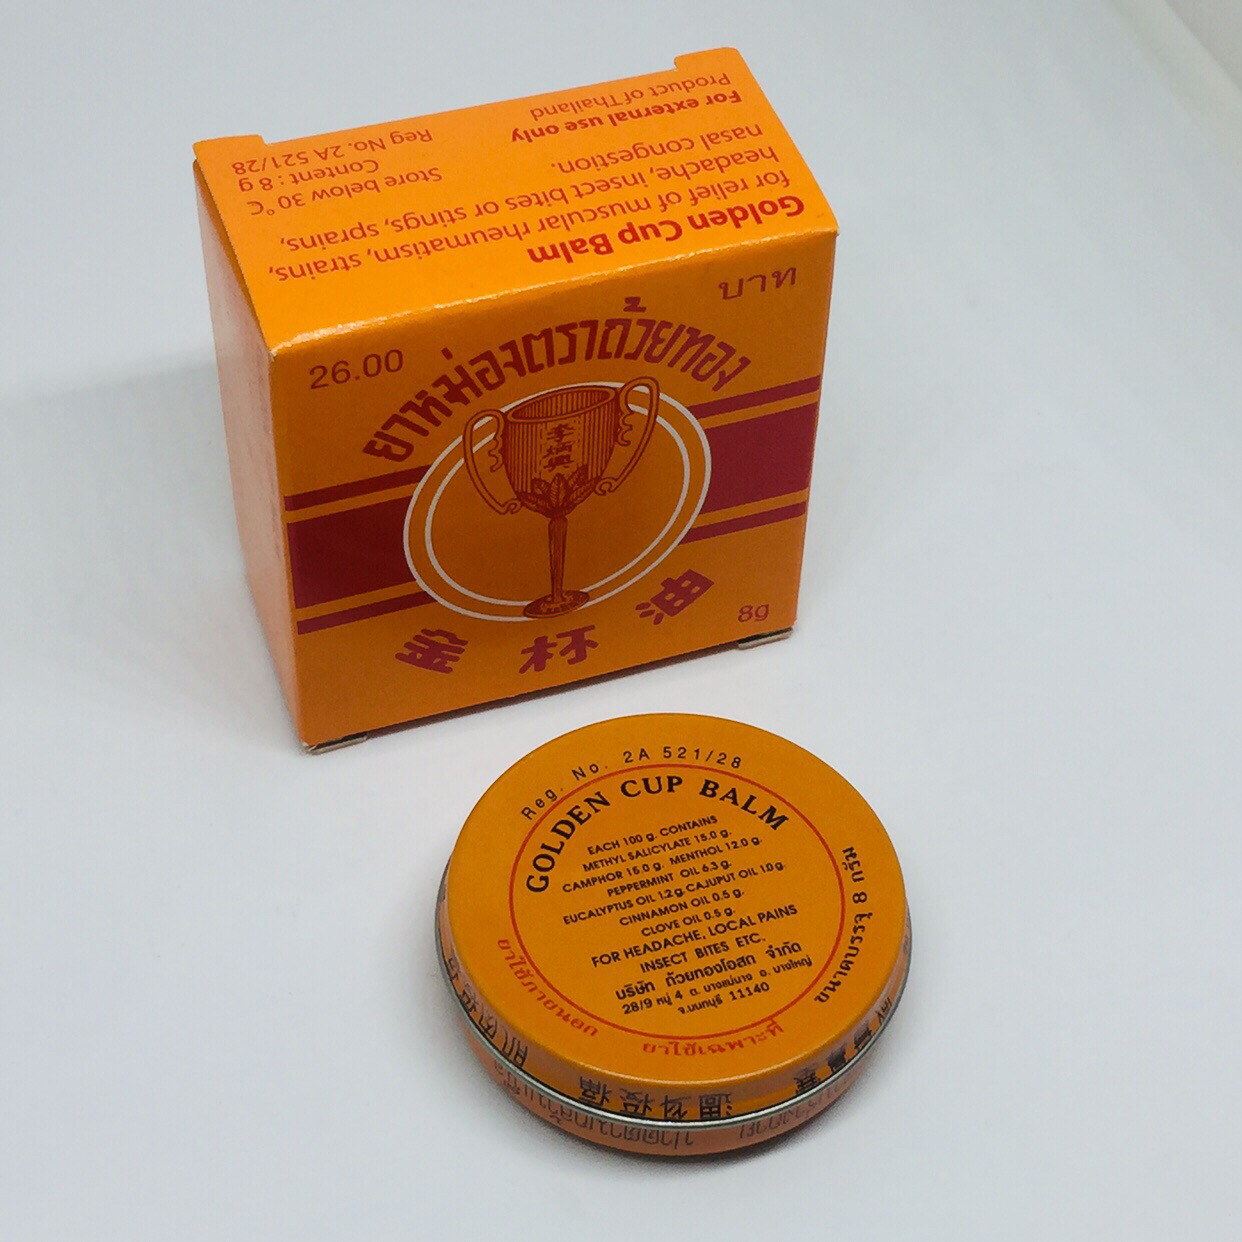 Golden Cup Balm
for relief of muscular rheumatism, strains,
headache, insect bites or stings, sprains,
nasal congestion.
For external use only
Product of Thailand
Store below 30°C
Content : 8 g
Reg No. 2A 521/28
26.00
บาท
ยาหม่องตราถ้วยทอง
李炳興
金杯油
8g
Reg. No. 2A 521/28
GOLDEN CUP BALM
EACH 100 g. CONTAINS
METHYL SALICYLATE 15.0 g.
CAMPHOR 15.0 g. MENTHOL 12.0 g.
PEPPERMINT OIL 6.3 g.
EUCALYPTUS OIL 1.2 g. CAJUPUT OIL 1.0 g.
CINNAMON OIL 0.5 g.
CLOVE OIL 0.5 g.
FOR HEADACHE, LOCAL PAINS
INSECT BITES ETC.
บริษัท ถ้วยทองโอสถ จำกัด
28/9 หมู่ 4 ต. บางแม่นาง อ. บางใหญ่
จ.นนทบุรี 11140
ขนาดบรรจุ 8 กรัม
ยาใช้ภายนอก
ยาใช้เฉพาะที่